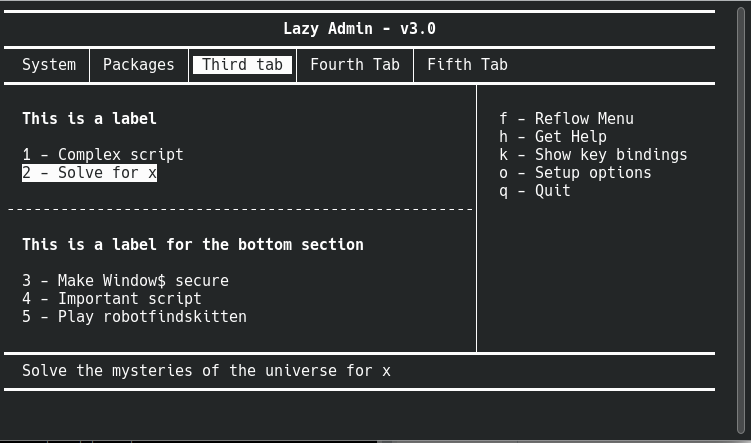 Lazy Admin - v3.0
System Packages Third tab Fourth Tab Fifth Tab
This is a label
1 - Complex script
2 - Solve for x
This is a label for the bottom section
3 - Make Window$ secure
4 - Important script
5 - Play robotfindskitten
f - Reflow Menu
h - Get Help
k - Show key bindings
o - Setup options
q - Quit
Solve the mysteries of the universe for x